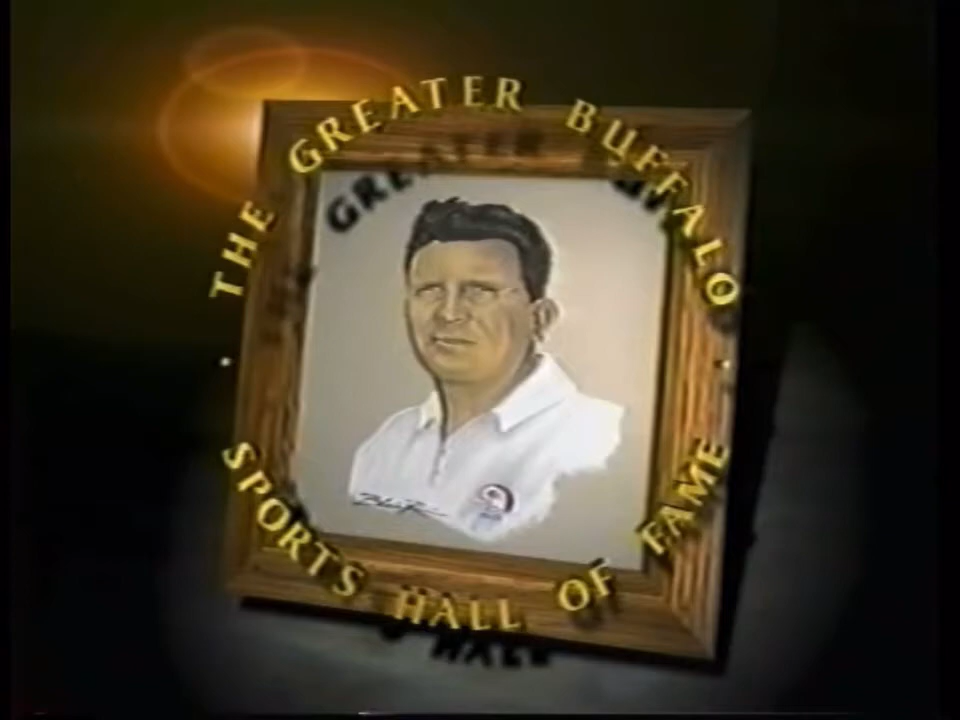 · THE GREATER BUFFALO ·
SPORTS HALL OF FAME